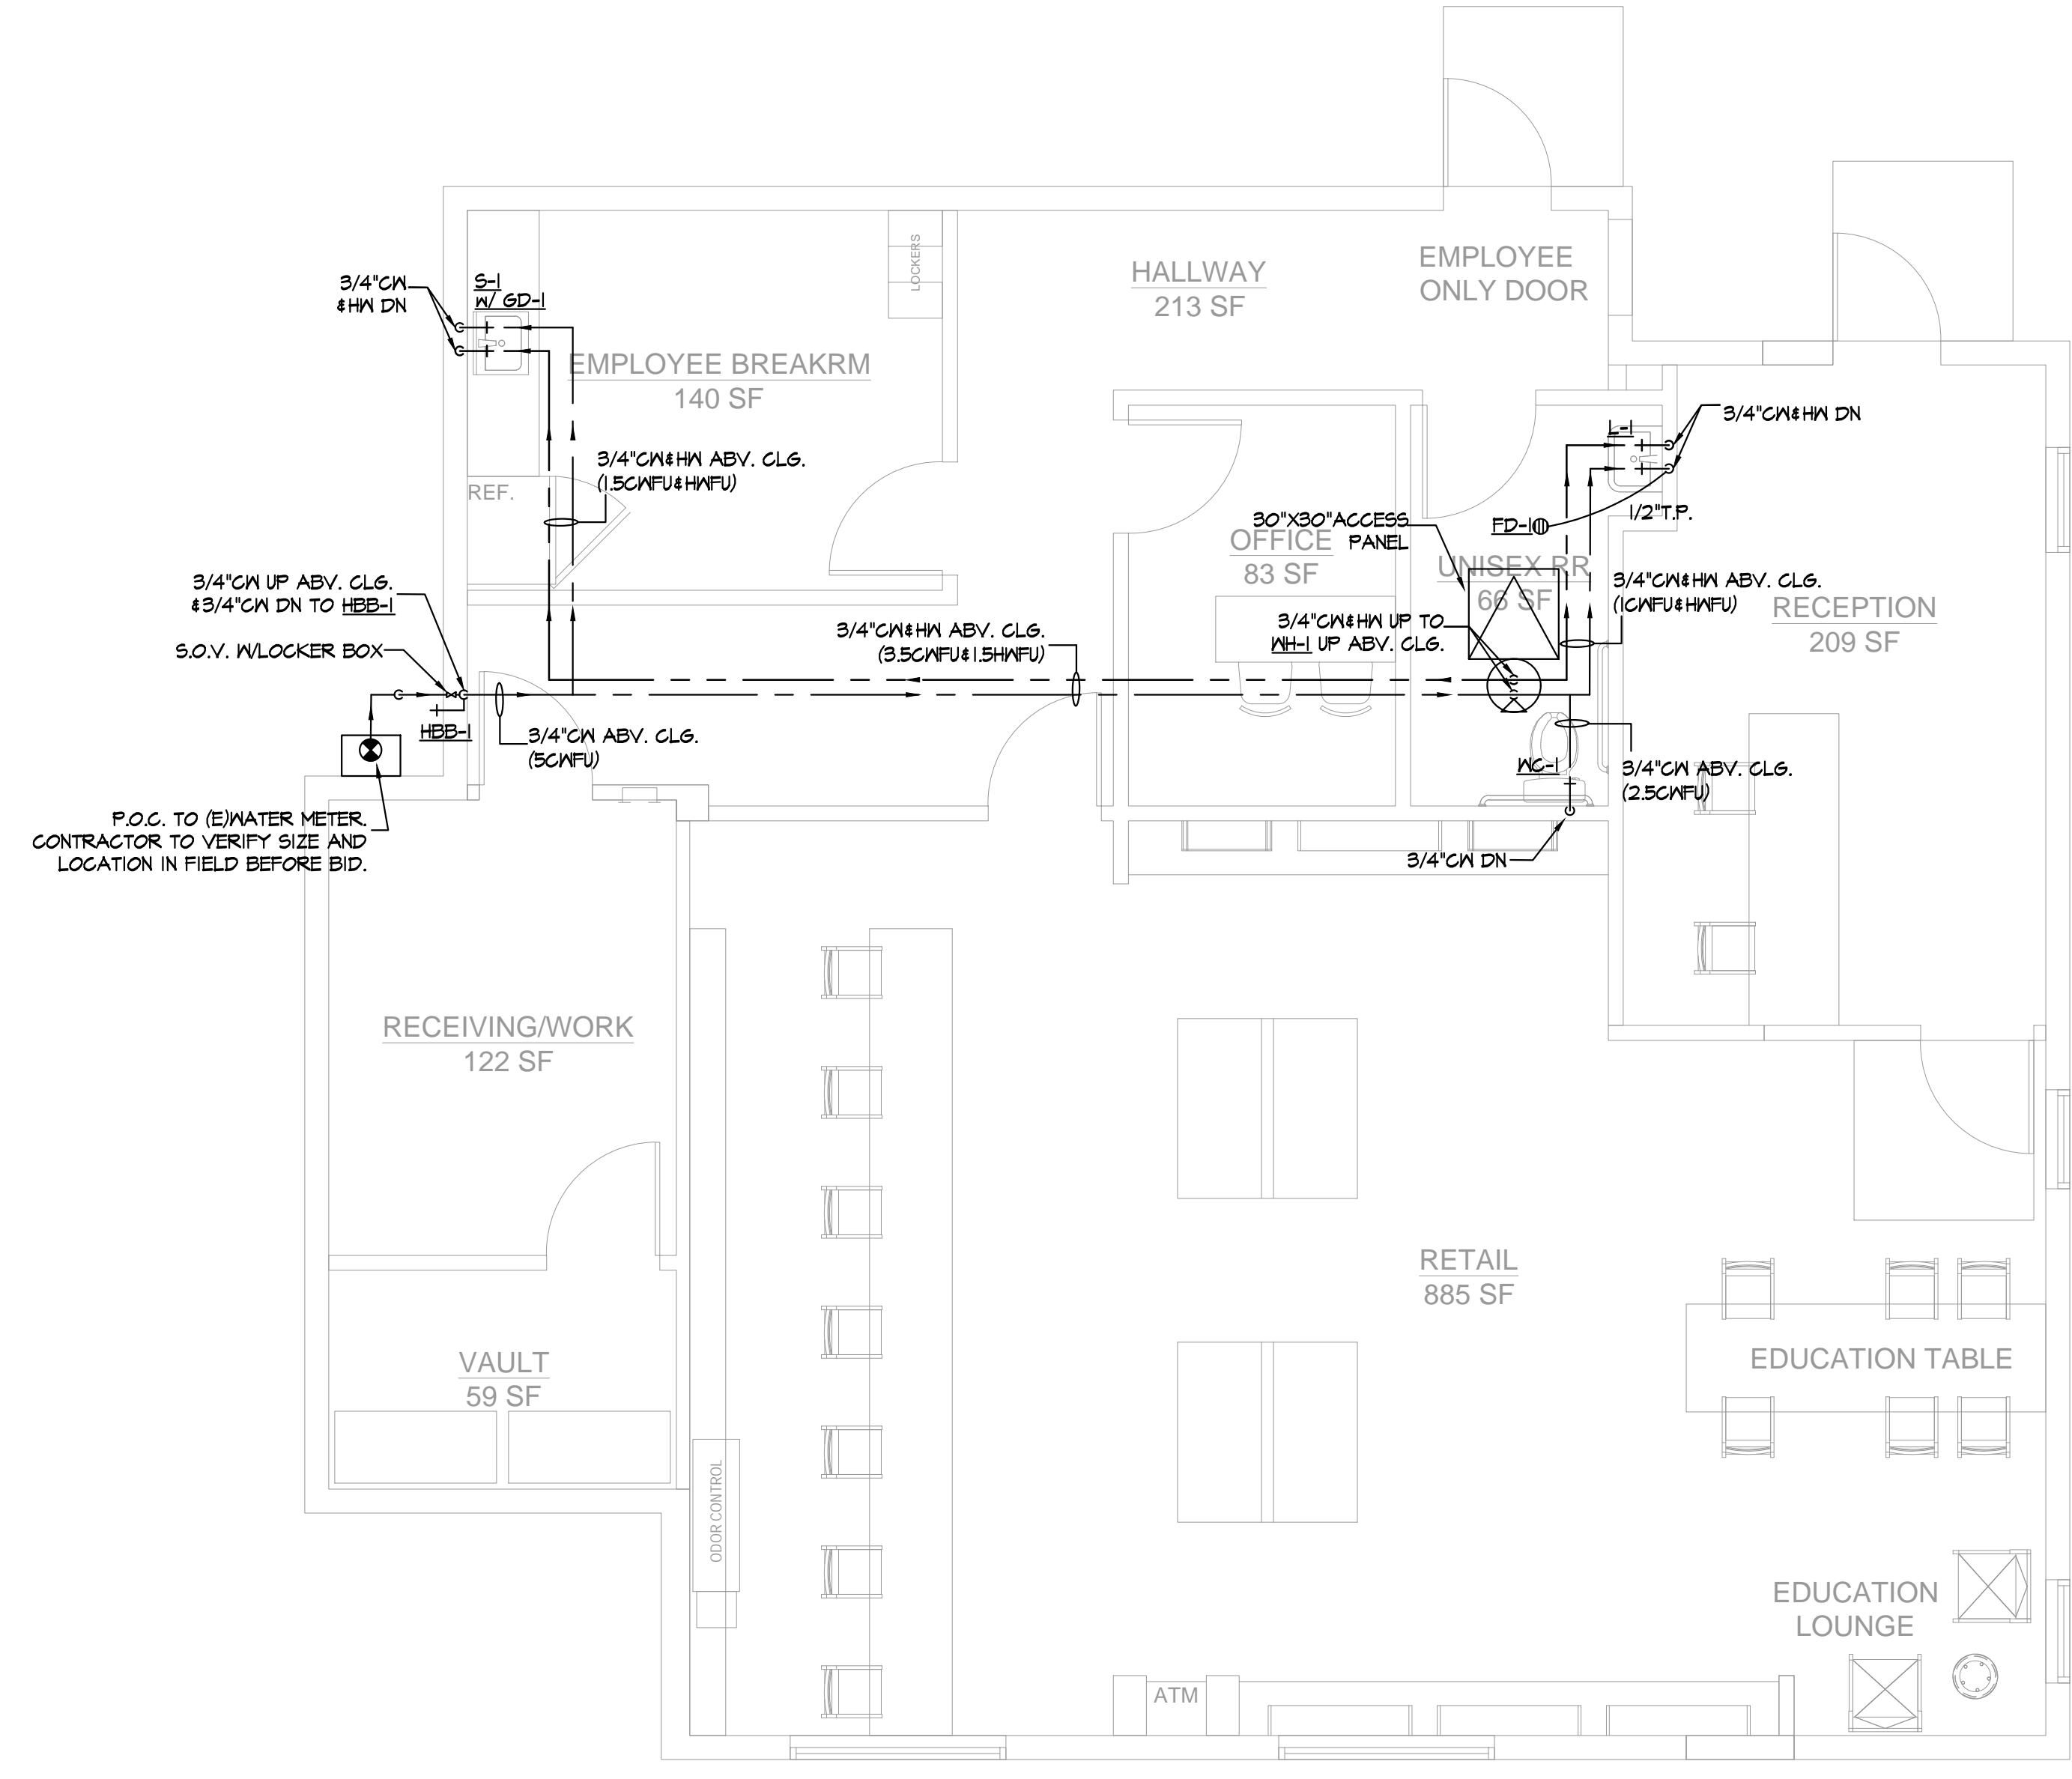 HALLWAY
213 SF
EMPLOYEE
ONLY DOOR
LOCKERS
3/4"CW
&HW DN
S-1
W/ GD-1
EMPLOYEE BREAKRM
140 SF
3/4"CW&HW ABV. CLG.
(1.5CWFU&HWFU)
REF.
L-1
3/4"CW&HW DN
1/2"T.P.
FD-1
30"X30"ACCESS
PANEL
OFFICE
83 SF
UNISEX RR
66 SF
3/4"CW&HW ABV. CLG.
(1CWFU&HWFU)
RECEPTION
209 SF
3/4"CW UP ABV. CLG.
&3/4"CW DN TO HBB-1
S.O.V. W/LOCKER BOX
3/4"CW&HW ABV. CLG.
(3.5CWFU&1.5HWFU)
3/4"CW&HW UP TO
WH-1 UP ABV. CLG.
HBB-1
3/4"CW ABV. CLG.
(5CWFU)
WC-1
3/4"CW ABV. CLG.
(2.5CWFU)
P.O.C. TO (E)WATER METER.
CONTRACTOR TO VERIFY SIZE AND
LOCATION IN FIELD BEFORE BID.
3/4"CW DN
RECEIVING/WORK
122 SF
RETAIL
885 SF
VAULT
59 SF
EDUCATION TABLE
ODOR CONTROL
EDUCATION
LOUNGE
ATM